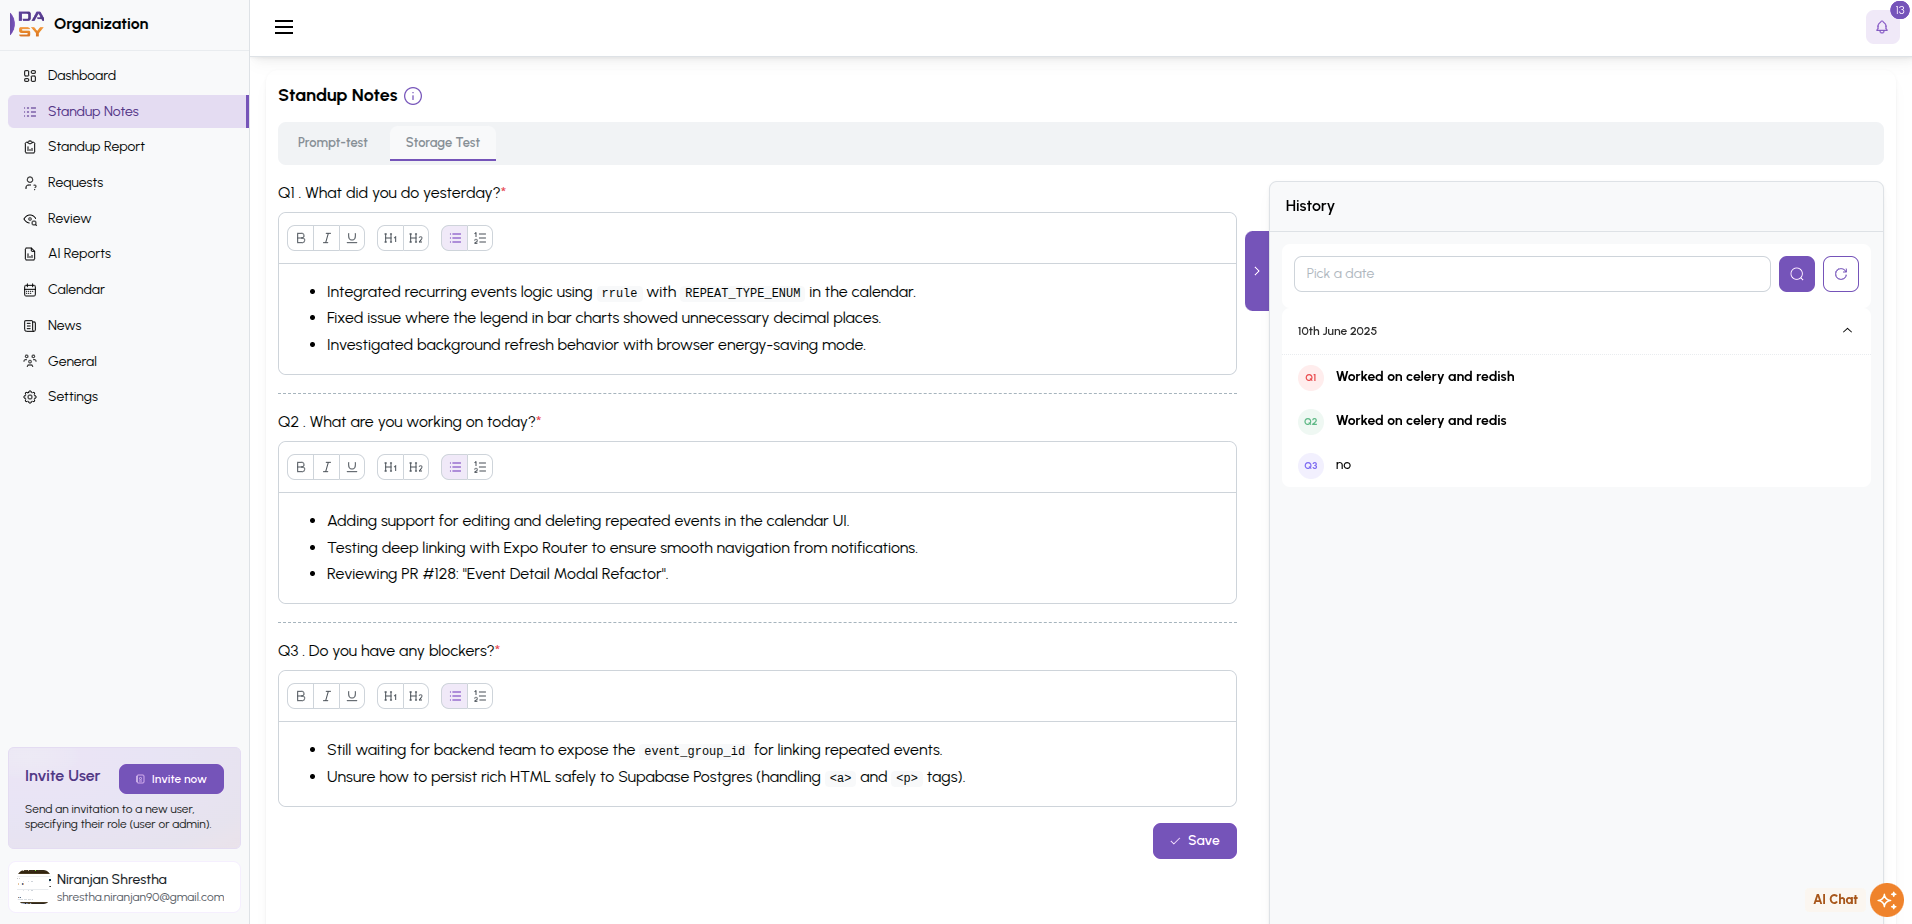 DA
SY
Organization
13
Dashboard
Standup Notes
Standup Report
Requests
Review
AI Reports
Calendar
News
General
Settings
Invite User
Invite now
Send an invitation to a new user,
specifying their role (user or admin).
Niranjan Shrestha
shrestha.niranjan90@gmail.com
Standup Notes
Prompt-test
Storage Test
Q1 . What did you do yesterday?*
B I U H1 H2
Integrated recurring events logic using rrule with REPEAT_TYPE_ENUM in the calendar.
Fixed issue where the legend in bar charts showed unnecessary decimal places.
Investigated background refresh behavior with browser energy-saving mode.
Q2 . What are you working on today?*
B I U H1 H2
Adding support for editing and deleting repeated events in the calendar UI.
Testing deep linking with Expo Router to ensure smooth navigation from notifications.
Reviewing PR #128: "Event Detail Modal Refactor".
Q3 . Do you have any blockers?*
B I U H1 H2
Still waiting for backend team to expose the event_group_id for linking repeated events.
Unsure how to persist rich HTML safely to Supabase Postgres (handling <a> and <p> tags).
Save
History
Pick a date
10th June 2025
Q1 Worked on celery and redish
Q2 Worked on celery and redis
Q3 no
AI Chat